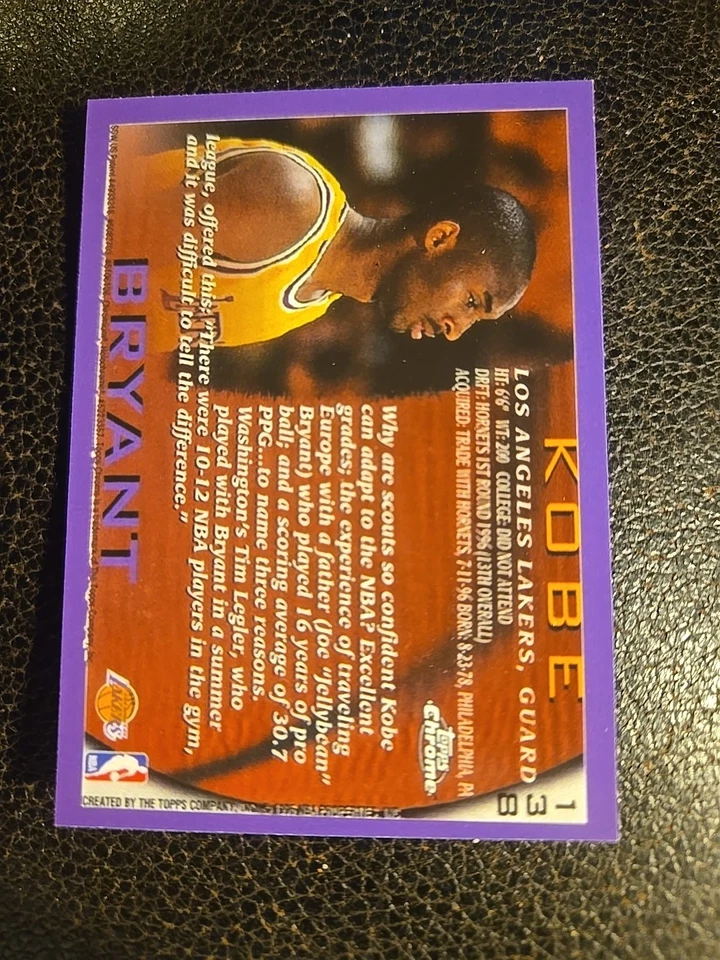 KOBE
138
LOS ANGELES LAKERS, GUARD
HT: 6'6" WT: 200 COLLEGE: DID NOT ATTEND
DRFT: HORNETS 1ST ROUND 1996 (13TH OVERALL)
ACQUIRED: TRADE WITH HORNETS, 7-11-96 BORN: 8-23-78, PHILADELPHIA, PA
topps
chrome
Why are scouts so confident Kobe
can adapt to the NBA? Excellent
grades; the experience of traveling
Europe with a father (Joe "Jellybean"
Bryant) who played 16 years of pro
ball; and a scoring average of 30.7
PPG...to name three reasons.
Washington's Tim Legler, who
played with Bryant in a summer
league, offered this: "There were 10-12 NBA players in the gym,
and it was difficult to tell the difference."
BRYANT
LAKERS
NBA
CREATED BY THE TOPPS COMPANY, INC.